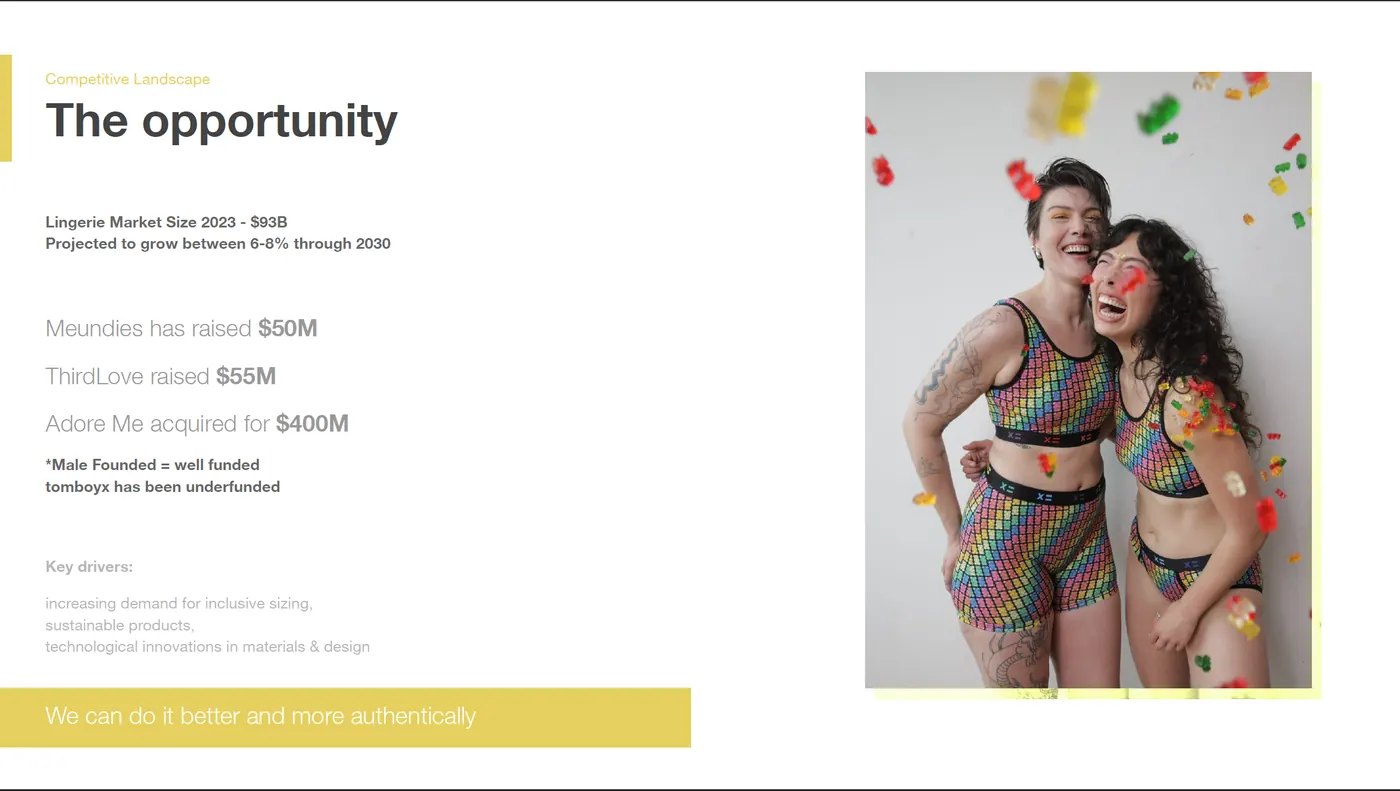 Competitive Landscape
The opportunity
Lingerie Market Size 2023 - $93B
Projected to grow between 6-8% through 2030
Meundies has raised $50M
ThirdLove raised $55M
Adore Me acquired for $400M
*Male Founded = well funded
tomboyx has been underfunded
Key drivers:
increasing demand for inclusive sizing,
sustainable products,
technological innovations in materials & design
We can do it better and more authentically